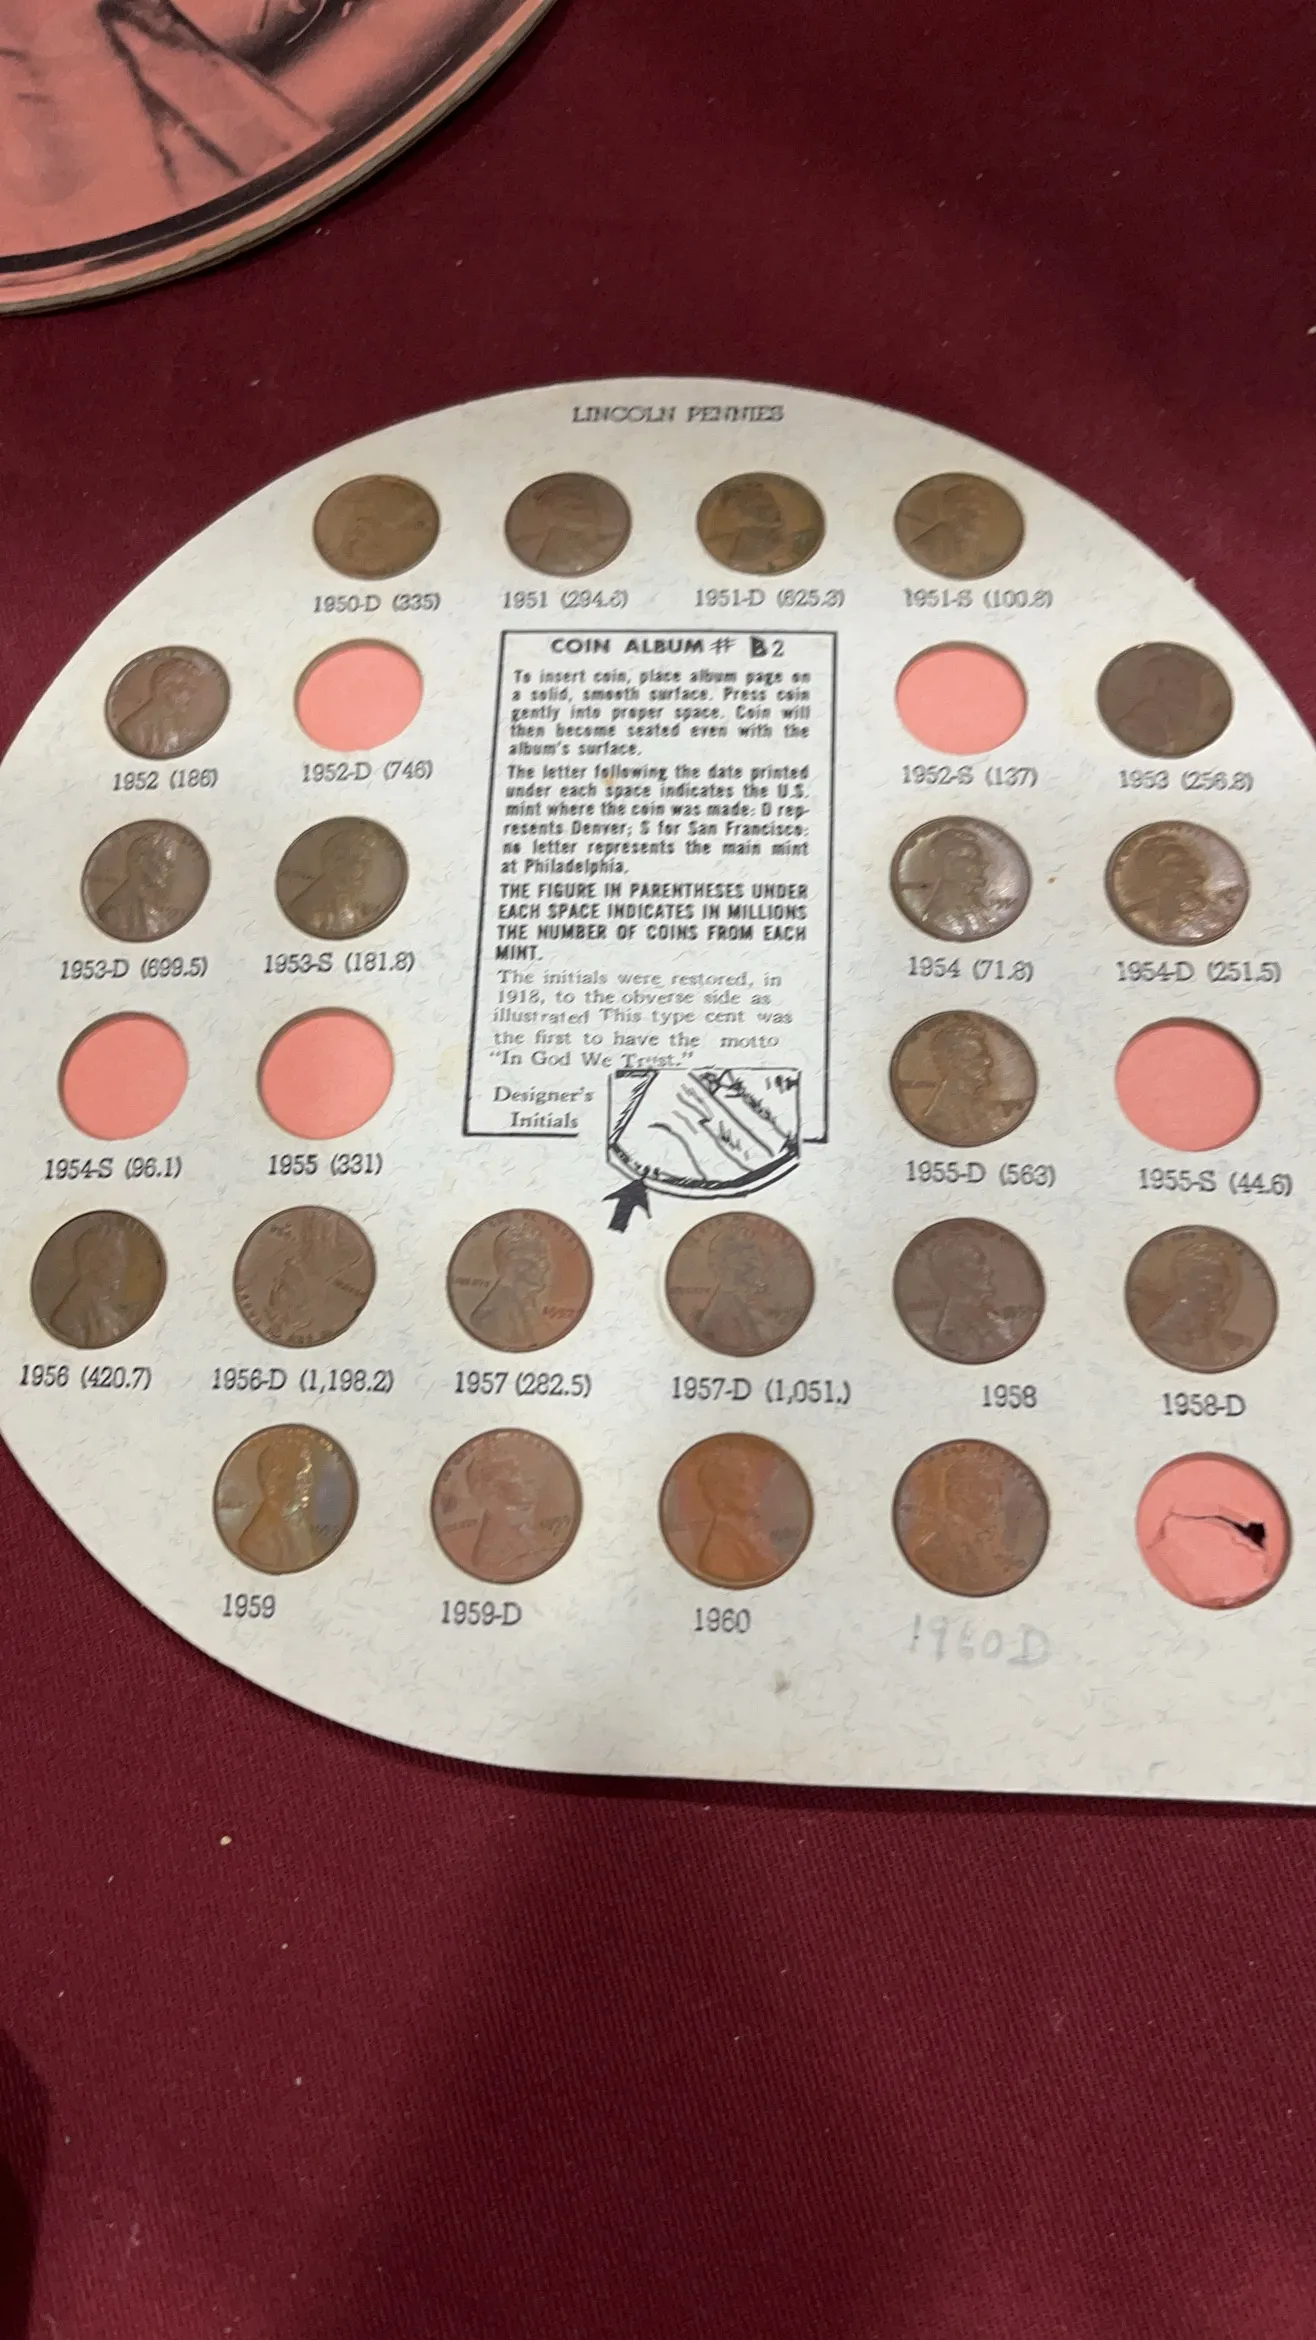 LINCOLN PENNIES
1950-D (335)
1951 (294.6)
1951-D (625.3)
1951-S (100.8)
COIN ALBUM # B2
To insert coin, place album page on
a solid, smooth surface. Press coin
gently into proper space. Coin will
then become seated even with the
album's surface.
The letter following the date printed
under each space indicates the U.S.
mint where the coin was made: D rep-
resents Denver; S for San Francisco;
no letter represents the main mint
at Philadelphia.
THE FIGURE IN PARENTHESES UNDER
EACH SPACE INDICATES IN MILLIONS
THE NUMBER OF COINS FROM EACH
MINT.
The initials were restored, in
1918, to the obverse side as
illustrated This type cent was
the first to have the motto
"In God We Trust."
Designer's
Initials
1952 (186)
1952-D (746)
1952-S (137)
1953 (256.8)
1953-D (699.5)
1953-S (181.8)
1954 (71.8)
1954-D (251.5)
1954-S (96.1)
1955 (331)
1955-D (563)
1955-S (44.6)
1956 (420.7)
1956-D (1,198.2)
1957 (282.5)
1957-D (1,051.)
1958
1958-D
1959
1959-D
1960
1960D